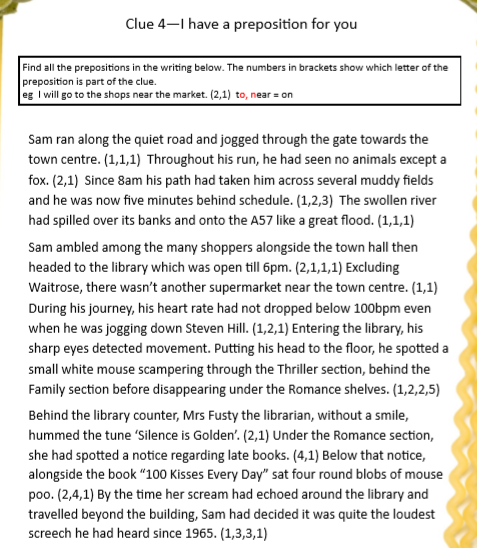 Clue 4—I have a preposition for you
Find all the prepositions in the writing below. The numbers in brackets show which letter of the
preposition is part of the clue.
eg I will go to the shops near the market. (2,1) to, near = on
Sam ran along the quiet road and jogged through the gate towards the
town centre. (1,1,1) Throughout his run, he had seen no animals except a
fox. (2,1) Since 8am his path had taken him across several muddy fields
and he was now five minutes behind schedule. (1,2,3) The swollen river
had spilled over its banks and onto the A57 like a great flood. (1,1,1)
Sam ambled among the many shoppers alongside the town hall then
headed to the library which was open till 6pm. (2,1,1,1) Excluding
Waitrose, there wasn't another supermarket near the town centre. (1,1)
During his journey, his heart rate had not dropped below 100bpm even
when he was jogging down Steven Hill. (1,2,1) Entering the library, his
sharp eyes detected movement. Putting his head to the floor, he spotted a
small white mouse scampering through the Thriller section, behind the
Family section before disappearing under the Romance shelves. (1,2,2,5)
Behind the library counter, Mrs Fusty the librarian, without a smile,
hummed the tune 'Silence is Golden'. (2,1) Under the Romance section,
she had spotted a notice regarding late books. (4,1) Below that notice,
alongside the book "100 Kisses Every Day" sat four round blobs of mouse
poo. (2,4,1) By the time her scream had echoed around the library and
travelled beyond the building, Sam had decided it was quite the loudest
screech he had heard since 1965. (1,3,3,1)